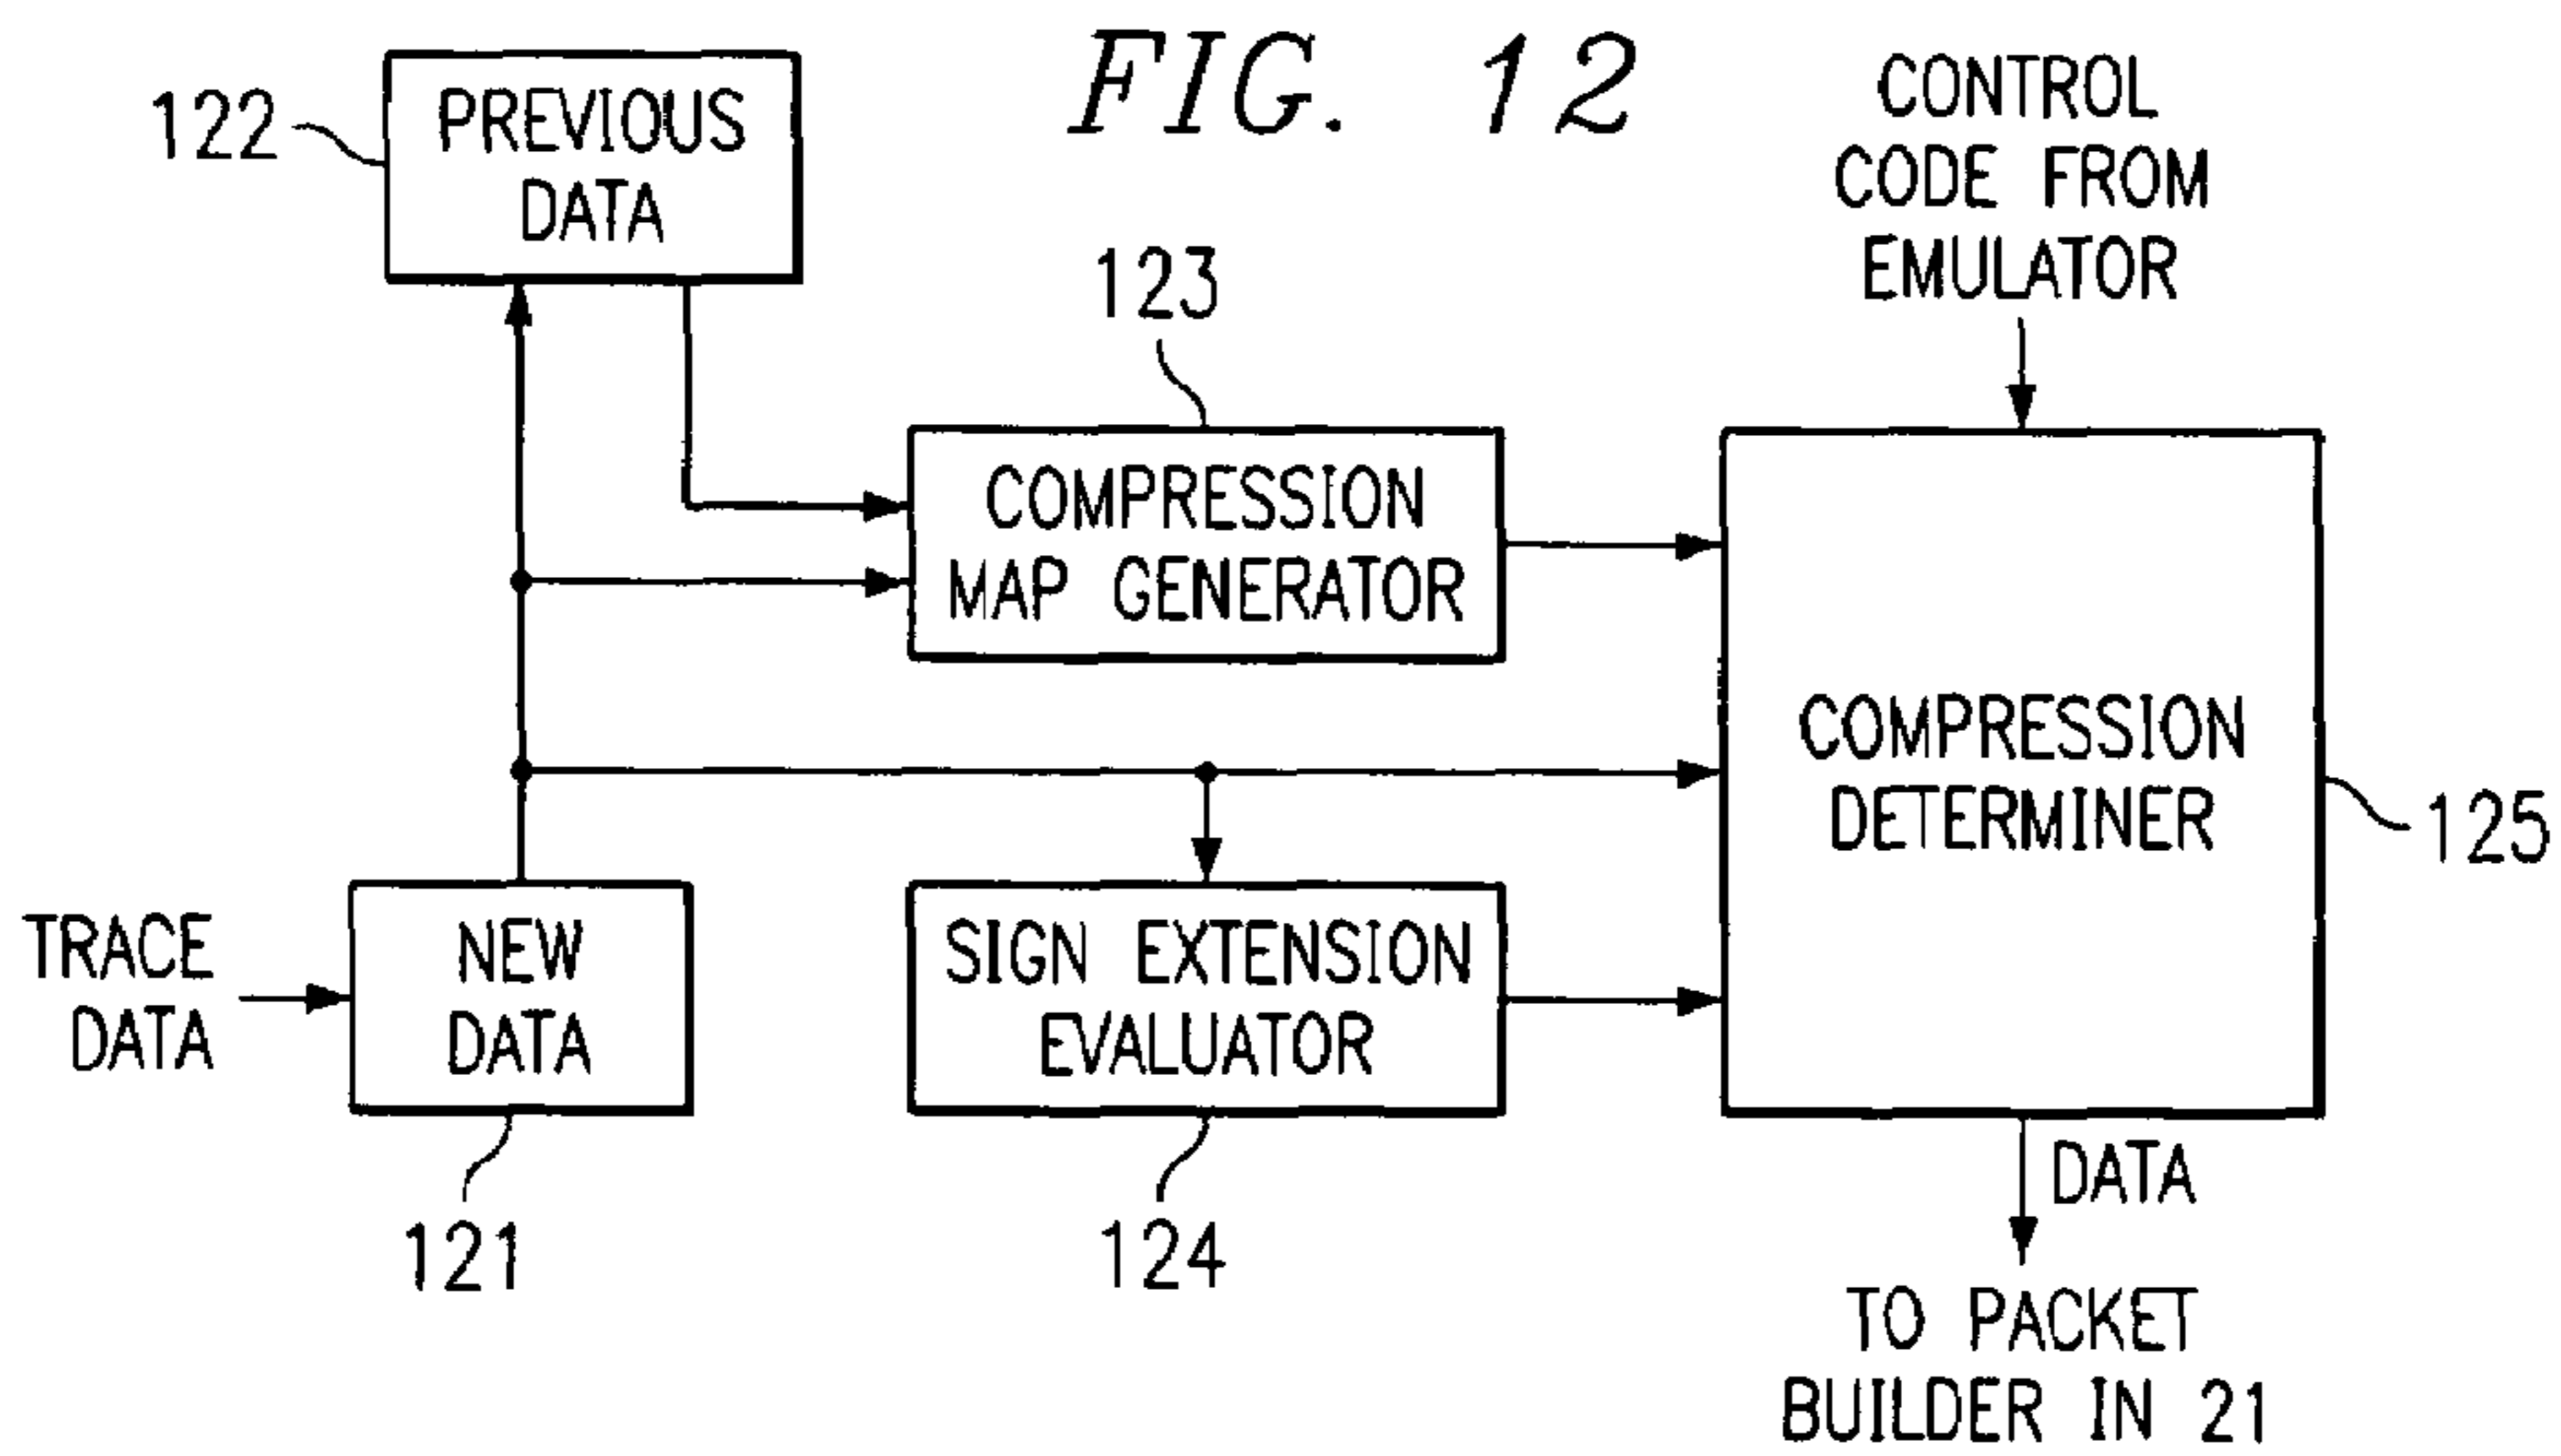 FIG. 12
122
PREVIOUS
DATA
CONTROL
CODE FROM
EMULATOR
123
COMPRESSION
MAP GENERATOR
COMPRESSION
DETERMINER
125
TRACE
DATA
NEW
DATA
121
SIGN EXTENSION
EVALUATOR
124
DATA
TO PACKET
BUILDER IN 21